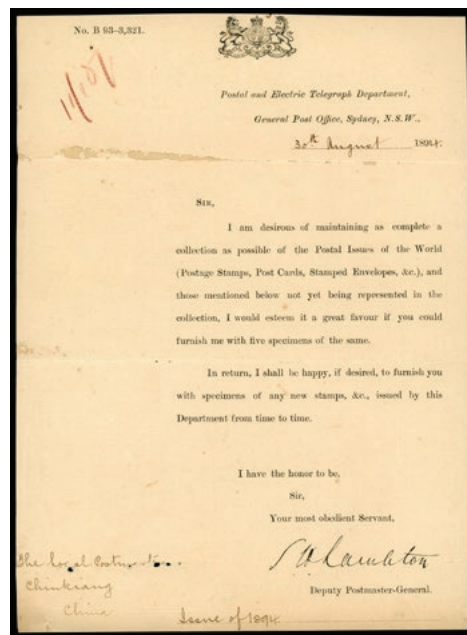 No. B 93–3,321.
Postal and Electric Telegraph Department,
General Post Office, Sydney, N.S.W.,
30th August 1894.
SIR,
I am desirous of maintaining as complete a
collection as possible of the Postal Issues of the World
(Postage Stamps, Post Cards, Stamped Envelopes, &c.), and
those mentioned below not yet being represented in the
collection, I would esteem it a great favour if you could
furnish me with five specimens of the same.
In return, I shall be happy, if desired, to furnish you
with specimens of any new stamps, &c., issued by this
Department from time to time.
I have the honor to be,
Sir,
Your most obedient Servant,
Deputy Postmaster-General.
The Local Postmaster
Chinkiang
China
Issue of 1894